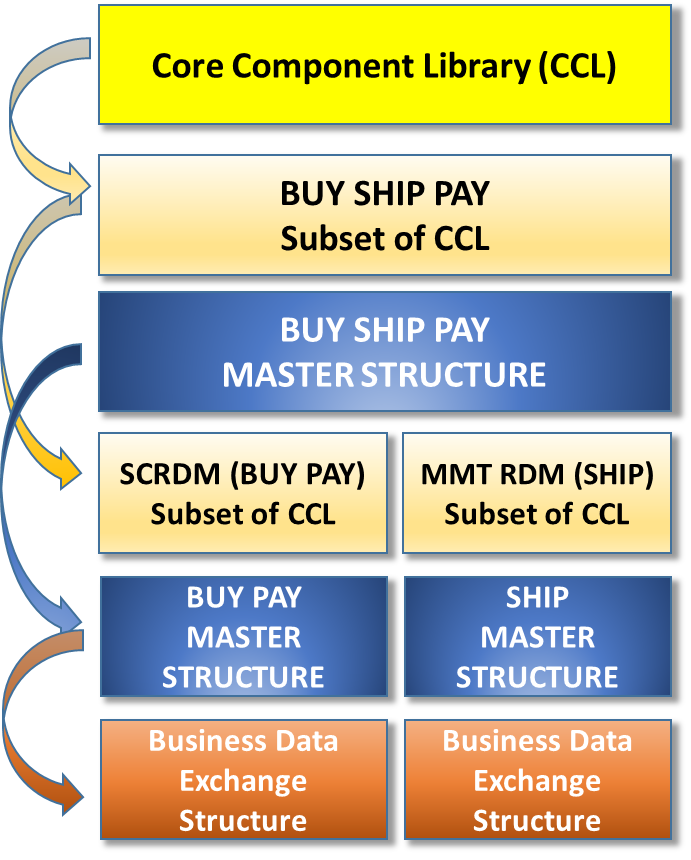 Core Component Library (CCL)
BUY SHIP PAY
Subset of CCL
BUY SHIP PAY
MASTER STRUCTURE
SCRDM (BUY PAY)
Subset of CCL
MMT RDM (SHIP)
Subset of CCL
BUY PAY
MASTER
STRUCTURE
SHIP
MASTER
STRUCTURE
Business Data
Exchange
Structure
Business Data
Exchange
Structure